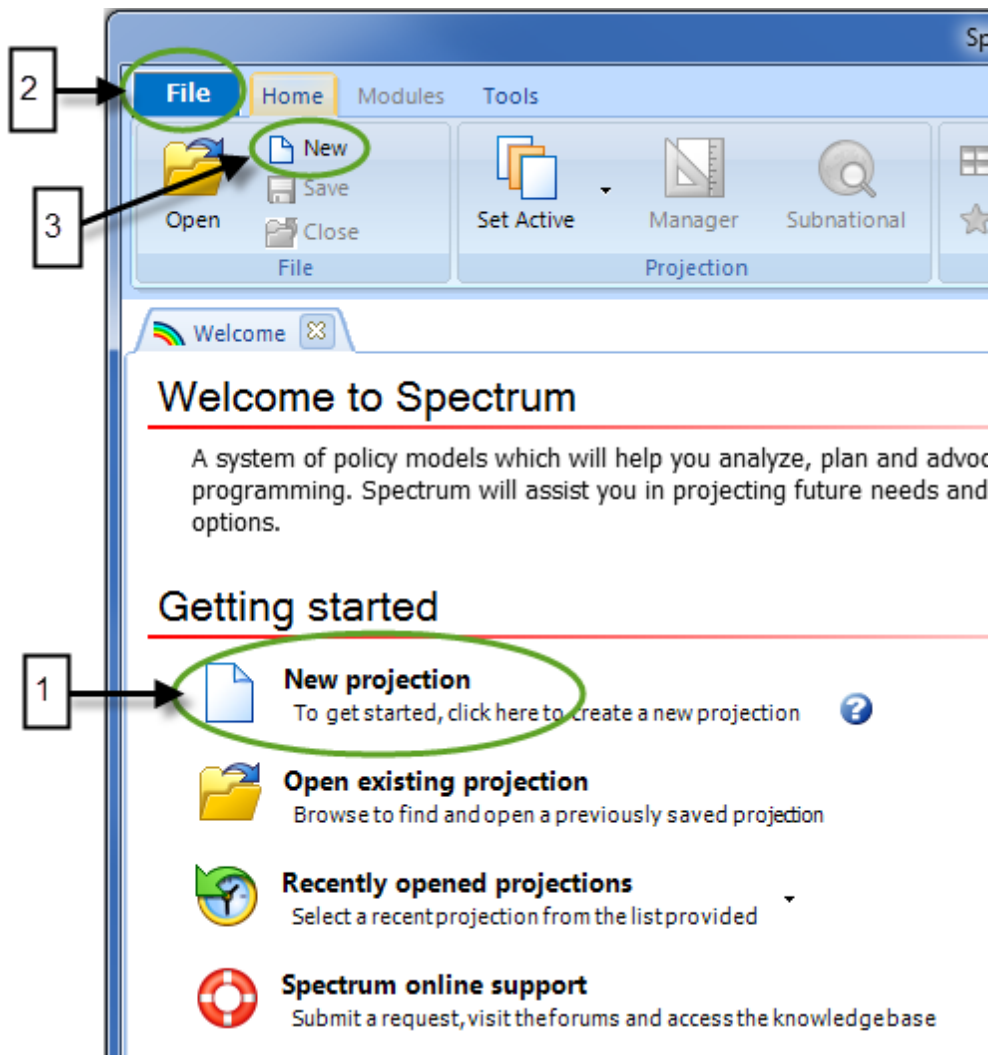 Sp
2
File Home Modules Tools
New
3
Save
Open
Close
Set Active
Manager
Subnational
File
Projection
Welcome
Welcome to Spectrum
A system of policy models which will help you analyze, plan and advoc
programming. Spectrum will assist you in projecting future needs and
options.
Getting started
1
New projection
To get started, click here to create a new projection
?
Open existing projection
Browse to find and open a previously saved projection
Recently opened projections
Select a recent projection from the list provided
Spectrum online support
Submit a request, visit the forums and access the knowledge base